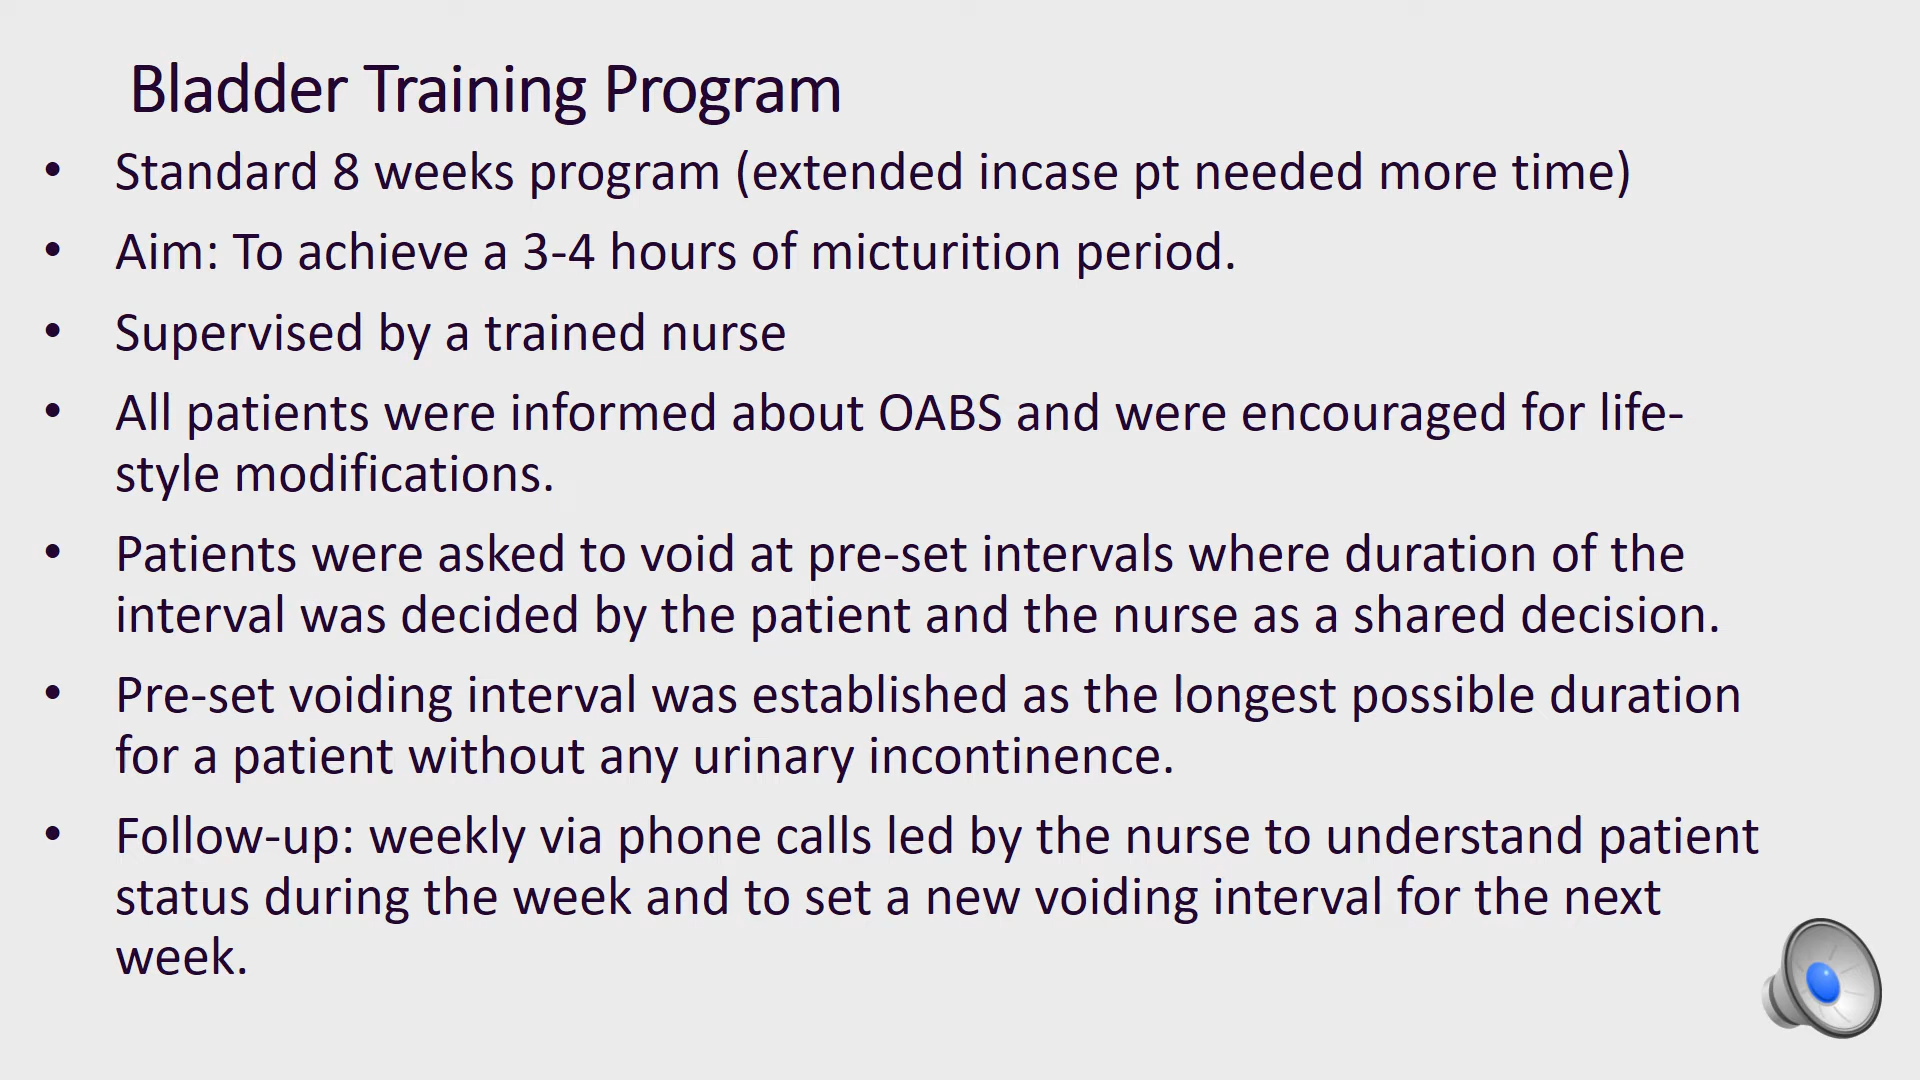 Bladder Training Program
• Standard 8 weeks program (extended incase pt needed more time)
• Aim: To achieve a 3-4 hours of micturition period.
• Supervised by a trained nurse
• All patients were informed about OABS and were encouraged for life-
style modifications.
• Patients were asked to void at pre-set intervals where duration of the
interval was decided by the patient and the nurse as a shared decision.
• Pre-set voiding interval was established as the longest possible duration
for a patient without any urinary incontinence.
• Follow-up: weekly via phone calls led by the nurse to understand patient
status during the week and to set a new voiding interval for the next
week.